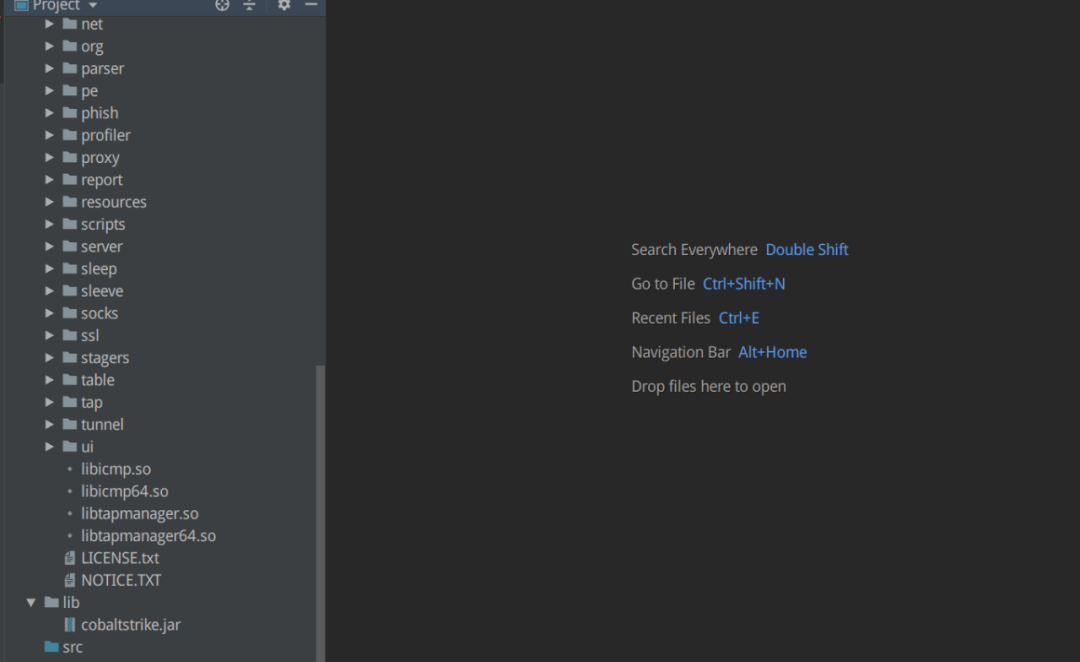 Project
net
org
parser
pe
phish
profiler
proxy
report
resources
scripts
server
sleep
sleeve
socks
ssl
stagers
table
tap
tunnel
ui
libicmp.so
libicmp64.so
libtapmanager.so
libtapmanager64.so
LICENSE.txt
NOTICE.TXT
lib
cobaltstrike.jar
src
Search Everywhere Double Shift
Go to File Ctrl+Shift+N
Recent Files Ctrl+E
Navigation Bar Alt+Home
Drop files here to open